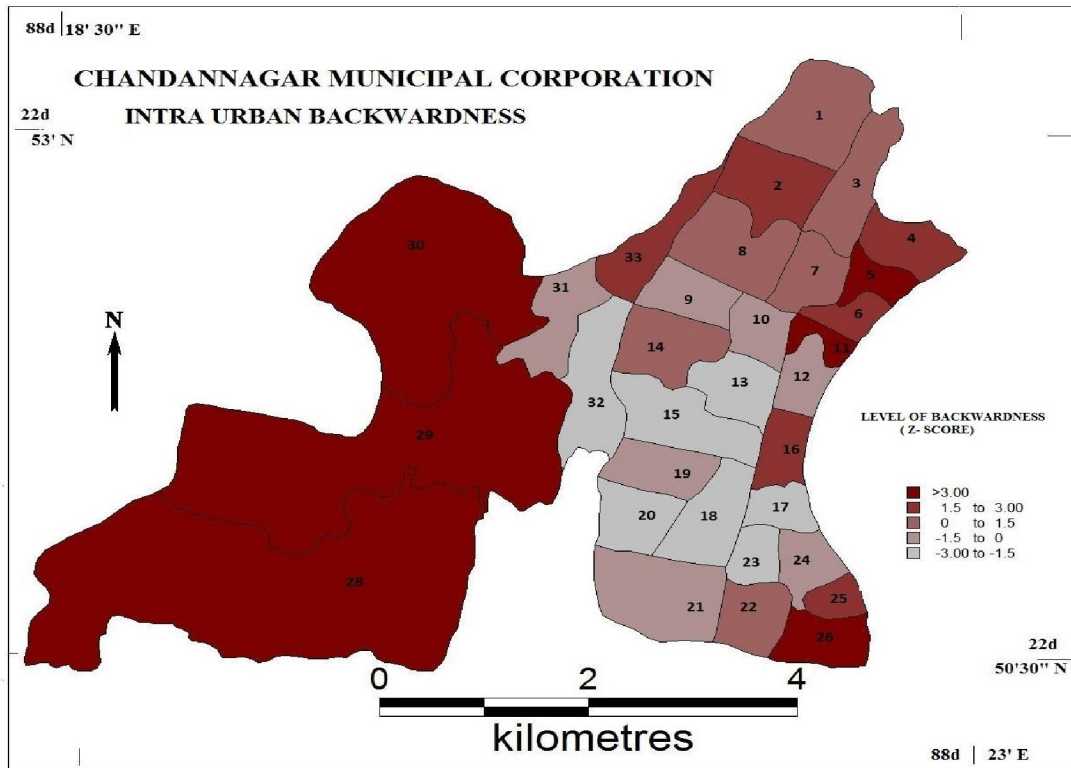 88d 18' 30" E
CHANDANNAGAR MUNICIPAL CORPORATION
INTRA URBAN BACKWARDNESS
22d
53' N
1
2
3
4
5
6
7
8
33
30
31
9
10
11
12
14
13
32
15
29
16
19
17
18
20
23
24
28
21
22
25
26
N
LEVEL OF BACKWARDNESS
( Z- SCORE)
>3.00
1.5 to 3.00
0 to 1.5
-1.5 to 0
-3.00 to -1.5
22d
50'30" N
0 2 4
kilometres
88d 23' E